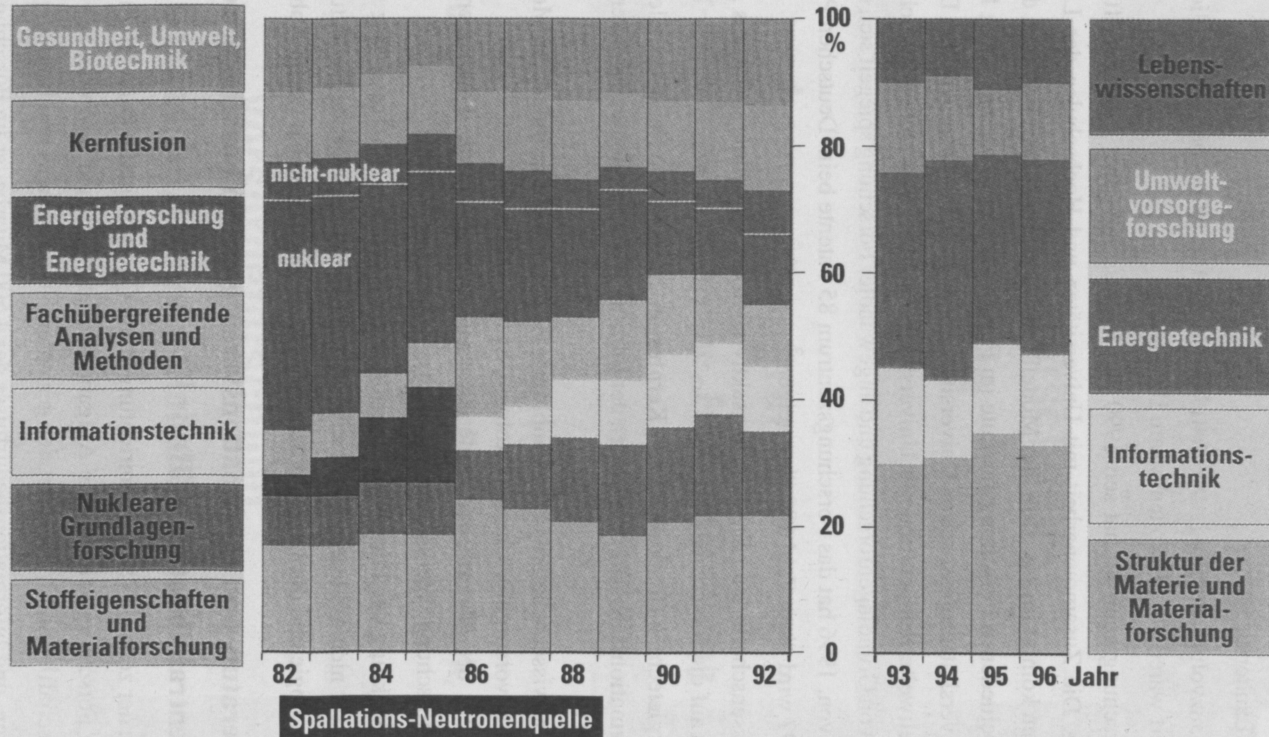 Gesundheit, Umwelt,
Biotechnik
Kernfusion
Energieforschung
und
Energietechnik
Fachübergreifende
Analysen und
Methoden
Informationstechnik
Nukleare
Grundlagen-
forschung
Stoffeigenschaften
und
Materialforschung
nicht-nuklear
nuklear
100
%
80
60
40
20
0
82 84 86 88 90 92
Spallations-Neutronenquelle
93 94 95 96 Jahr
Lebens-
wissenschaften
Umwelt-
vorsorge-
forschung
Energietechnik
Informations-
technik
Struktur der
Materie und
Material-
forschung